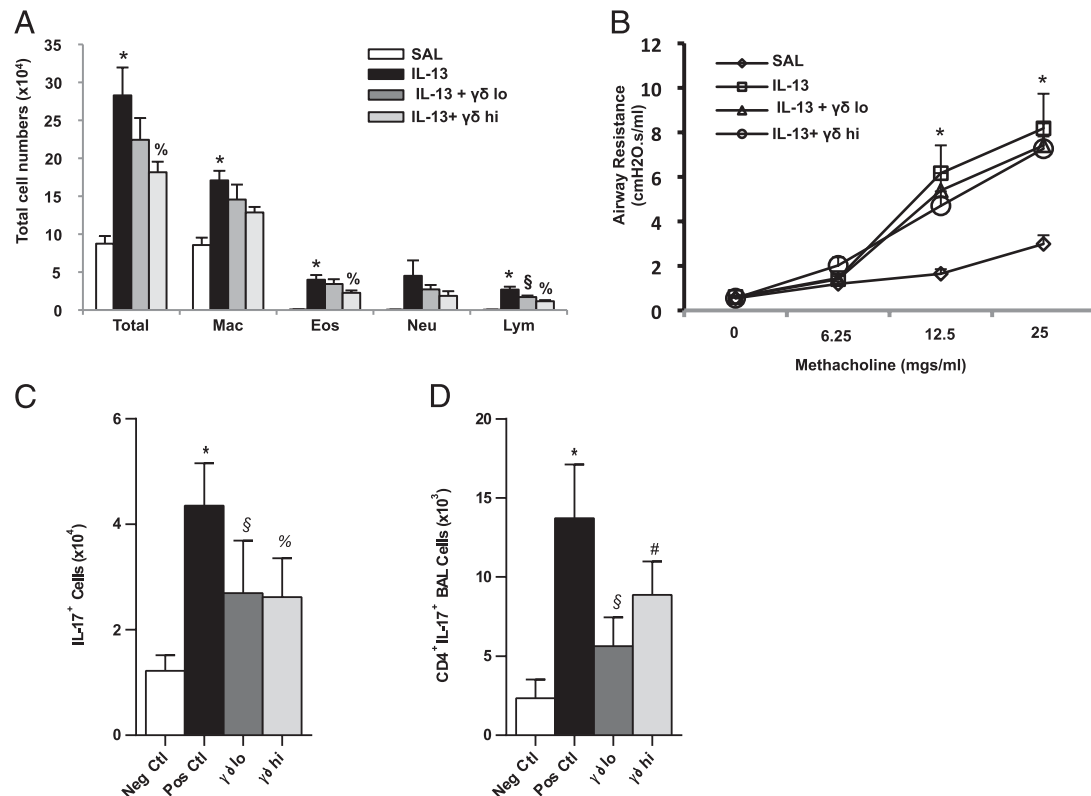 A
Total cell numbers (x10⁴)
35
30
25
20
15
10
5
0
SAL
IL-13
IL-13 + γδ lo
IL-13+ γδ hi
*
%
*
*
%
*
§
%
Total Mac Eos Neu Lym
B
Airway Resistance
(cmH2O.s/ml)
12
10
8
6
4
2
0
SAL
IL-13
IL-13 + γδ lo
IL-13+ γδ hi
*
*
0 6.25 12.5 25
Methacholine (mgs/ml)
C
IL-17⁺ Cells (x10⁴)
6
4
2
0
*
§
%
Neg Ctl
Pos Ctl
γ∂ lo
γ∂ hi
D
CD4⁺IL-17⁺ BAL Cells (x10³)
20
15
10
5
0
*
§
#
Neg Ctl
Pos Ctl
γ∂ lo
γ∂ hi